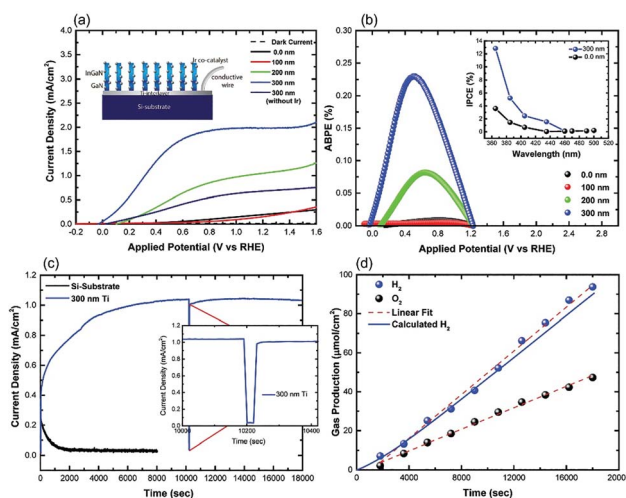 (a)
Current Density (mA/cm²)
5
4
3
2
1
0
-0.4 -0.2 0.0 0.2 0.4 0.6 0.8 1.0 1.2 1.4 1.6
Applied Potential (V vs RHE)
Dark Current
0.0 nm
100 nm
200 nm
300 nm
300 nm
(without Ir)
Ir co-catalyst
InGaN
GaN
Ti-interlayer
conductive
wire
Si-substrate
(b)
ABPE (%)
0.30
0.25
0.20
0.15
0.10
0.05
0.00
0.0 0.4 0.8 1.2 1.6 2.0 2.4 2.8
Applied Potential (V vs RHE)
0.0 nm
100 nm
200 nm
300 nm
IPCE (%)
14
12
10
8
6
4
2
0
360 380 400 420 440 460 480 500 520
Wavelength (nm)
300 nm
0.0 nm
(c)
Current Density (mA/cm²)
1.2
1.0
0.8
0.6
0.4
0.2
0.0
0 2000 4000 6000 8000 10000 12000 14000 16000 18000
Time (sec)
Si-Substrate
300 nm Ti
Current Density (mA/cm²)
1.2
1.0
0.8
0.6
0.4
0.2
0.0
10000 10200 10400
Time (sec)
300 nm Ti
(d)
Gas Production (μmol/cm²)
100
80
60
40
20
0
0 4000 8000 12000 16000 20000
Time (sec)
H₂
O₂
Linear Fit
Calculated H₂